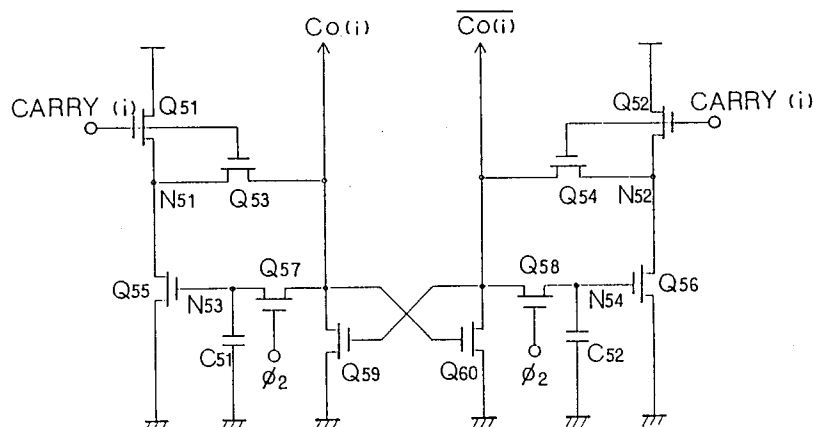 Co(i)
C̅o̅(̅i̅)̅
Q51
Q52
CARRY (i)
CARRY (i)
N51
Q53
Q54
N52
Q55
N53
Q57
Q58
N54
Q56
C51
Q59
Q60
C52
ϕ2
ϕ2